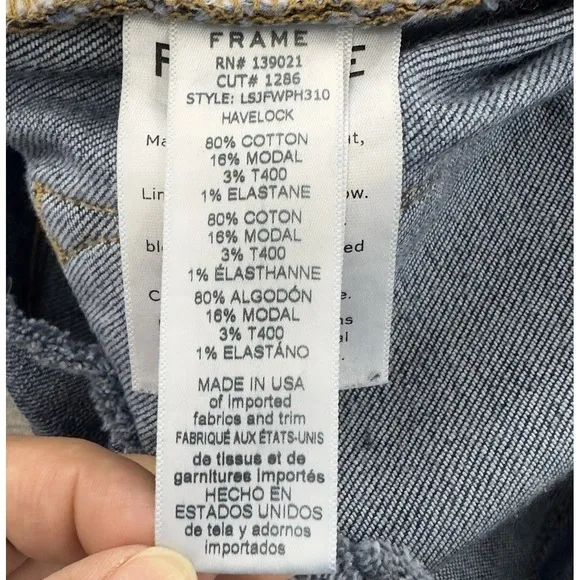 FRAME
RN# 139021
CUT# 1286
STYLE: LSJFWPH310
HAVELOCK
80% COTTON
16% MODAL
3% T400
1% ELASTANE
80% COTON
16% MODAL
3% T400
1% ÉLASTHANNE
80% ALGODÓN
16% MODAL
3% T400
1% ELASTÁNO
MADE IN USA
of imported
fabrics and trim
FABRIQUÉ AUX ÉTATS-UNIS
de tissus et de
garnitures importés
HECHO EN
ESTADOS UNIDOS
de tela y adornos
importados